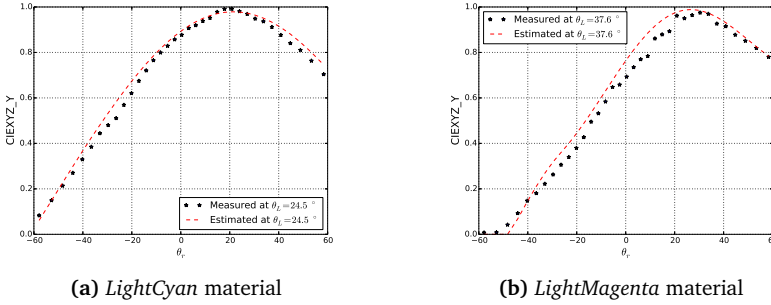 1.0
0.8
0.6
0.4
0.2
0.0
CIEXYZ_Y
−60 −40 −20 0 20 40 60
θr
Measured at θL=24.5 °
Estimated at θL=24.5 °
(a) LightCyan material
1.0
0.8
0.6
0.4
0.2
0.0
CIEXYZ_Y
−60 −40 −20 0 20 40 60
θr
Measured at θL=37.6 °
Estimated at θL=37.6 °
(b) LightMagenta material